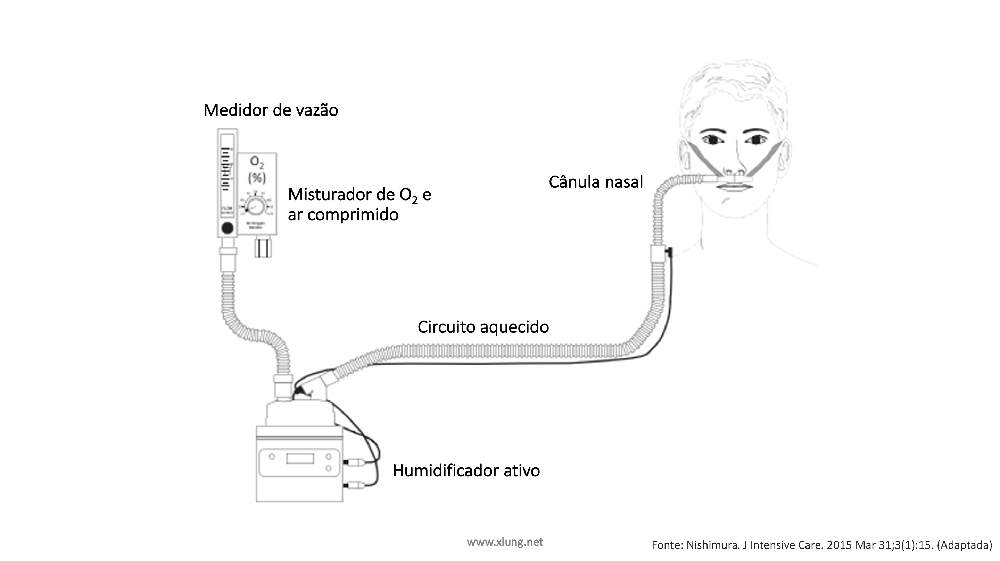 Medidor de vazão
O₂
(%)
Misturador de O₂ e
ar comprimido
Cânula nasal
Circuito aquecido
Humidificador ativo
www.xlung.net
Fonte: Nishimura. J Intensive Care. 2015 Mar 31;3(1):15. (Adaptada)